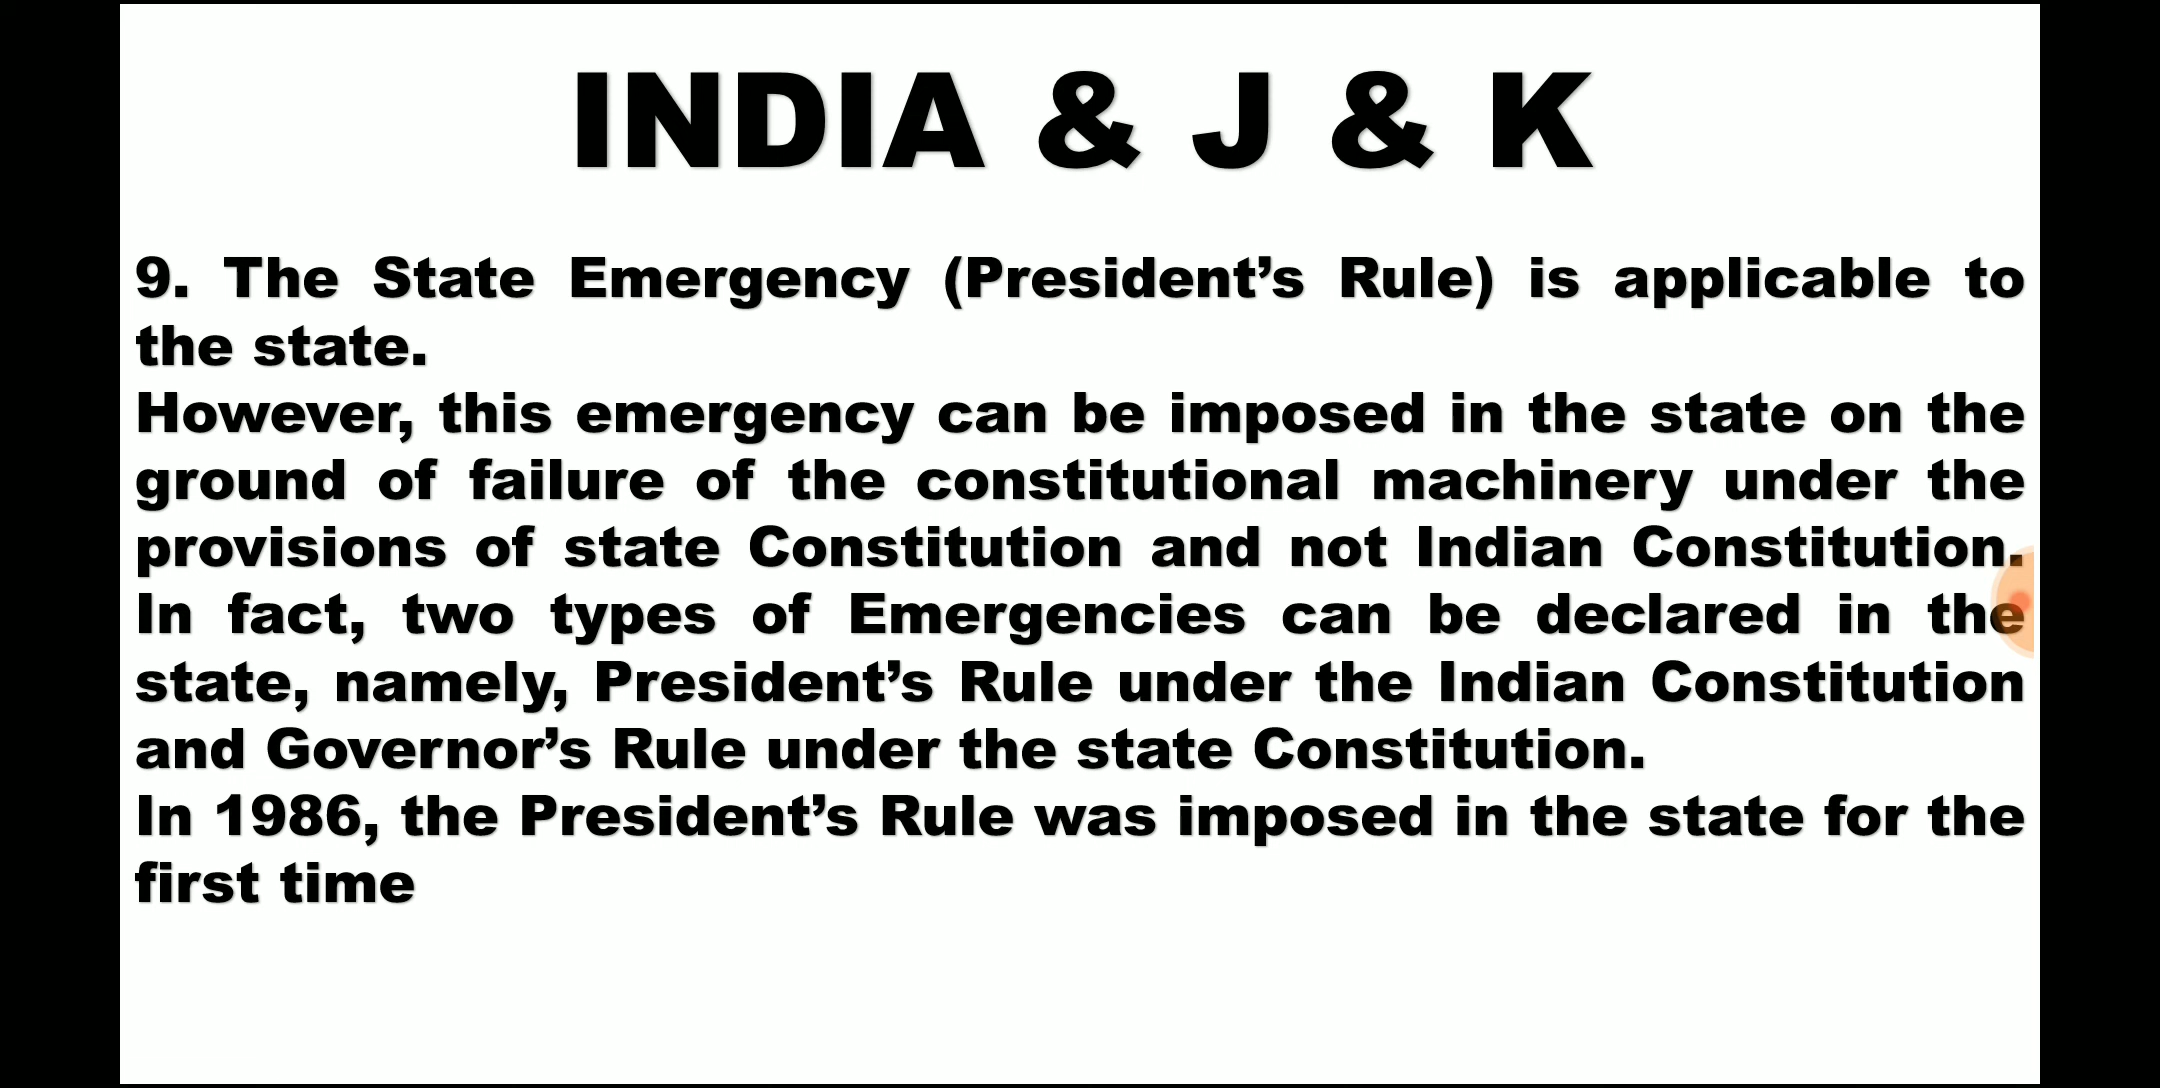 INDIA & J & K
9. The State Emergency (President’s Rule) is applicable to
the state.
However, this emergency can be imposed in the state on the
ground of failure of the constitutional machinery under the
provisions of state Constitution and not Indian Constitution.
In fact, two types of Emergencies can be declared in the
state, namely, President’s Rule under the Indian Constitution
and Governor’s Rule under the state Constitution.
In 1986, the President’s Rule was imposed in the state for the
first time